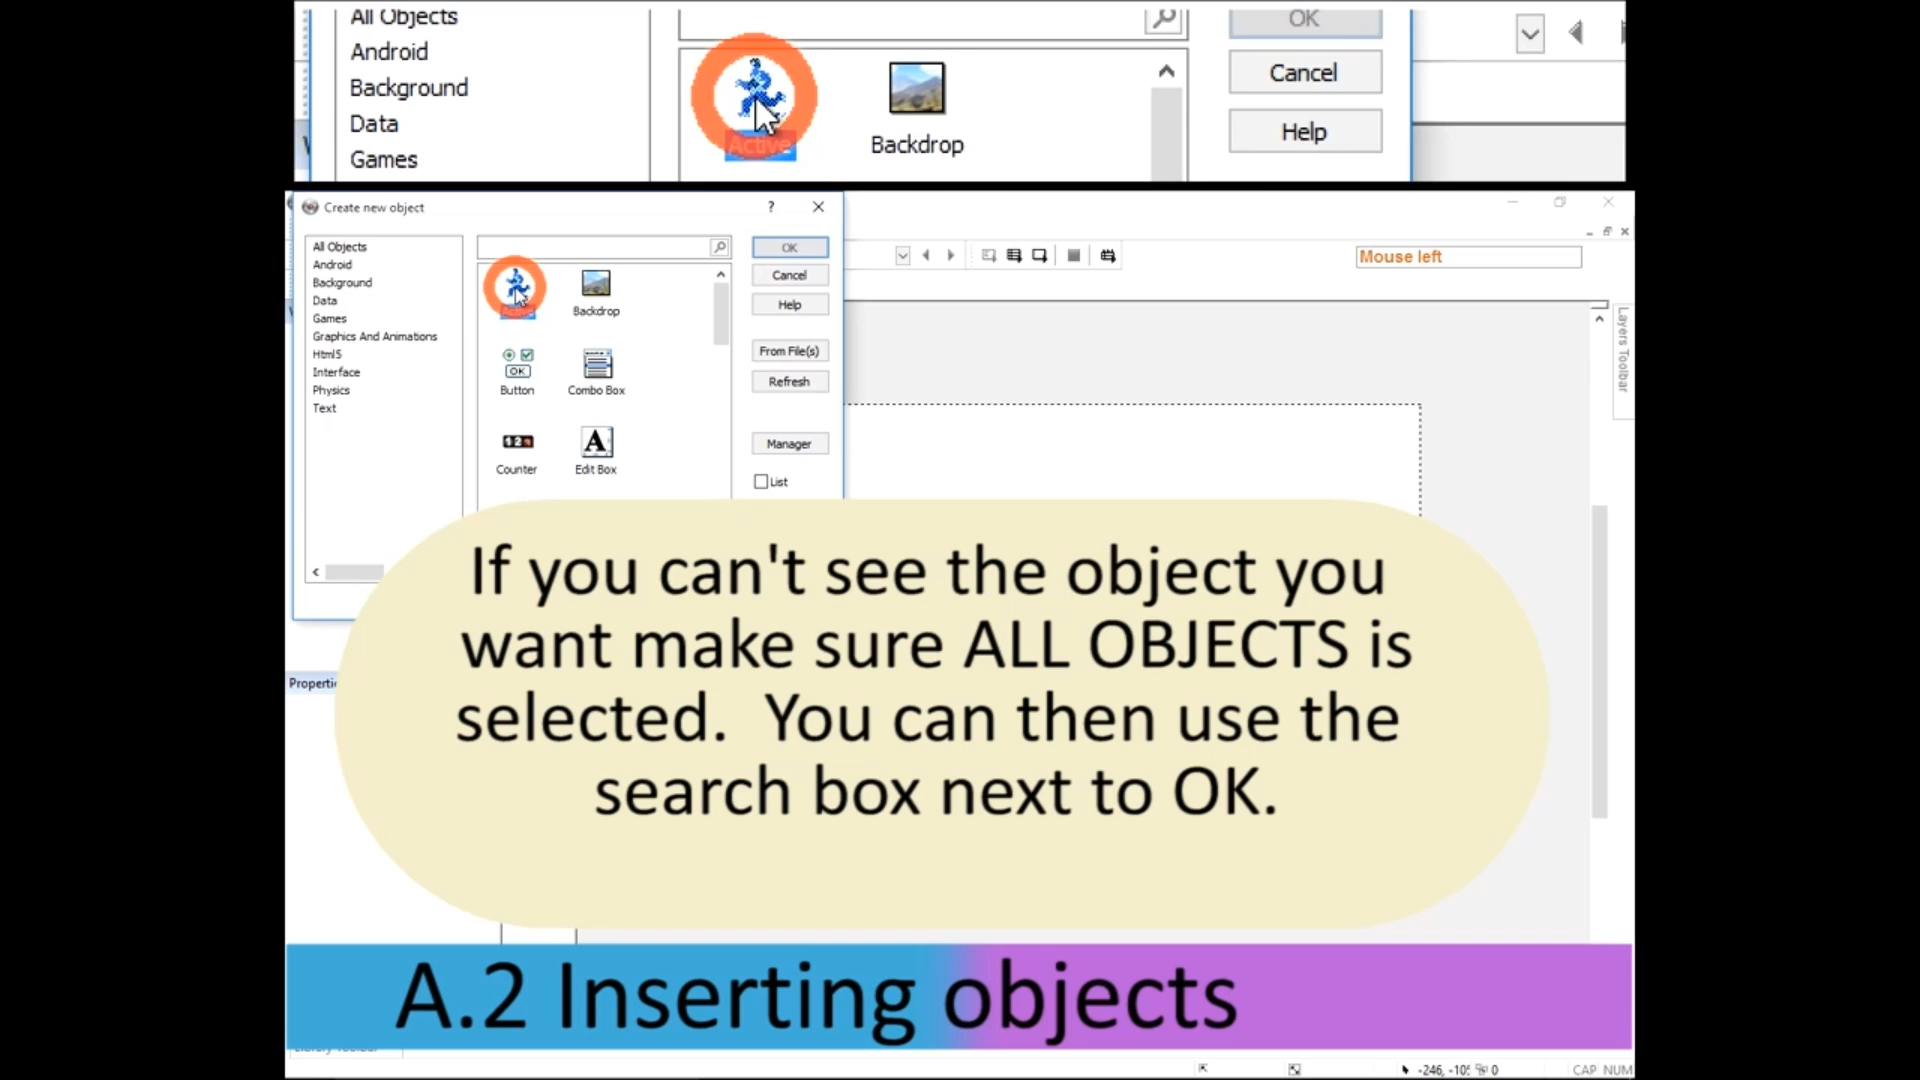 All Objects
Android
Background
Data
Games
Active
Backdrop
OK
Cancel
Help
Create new object
?
All Objects
Android
Background
Data
Games
Graphics And Animations
Html5
Interface
Physics
Text
Active
Backdrop
Button
Combo Box
Counter
Edit Box
OK
Cancel
Help
From File(s)
Refresh
Manager
List
Mouse left
Layers Toolbar
If you can't see the object you
want make sure ALL OBJECTS is
selected. You can then use the
search box next to OK.
Properti
A.2 Inserting objects
CAP NUM